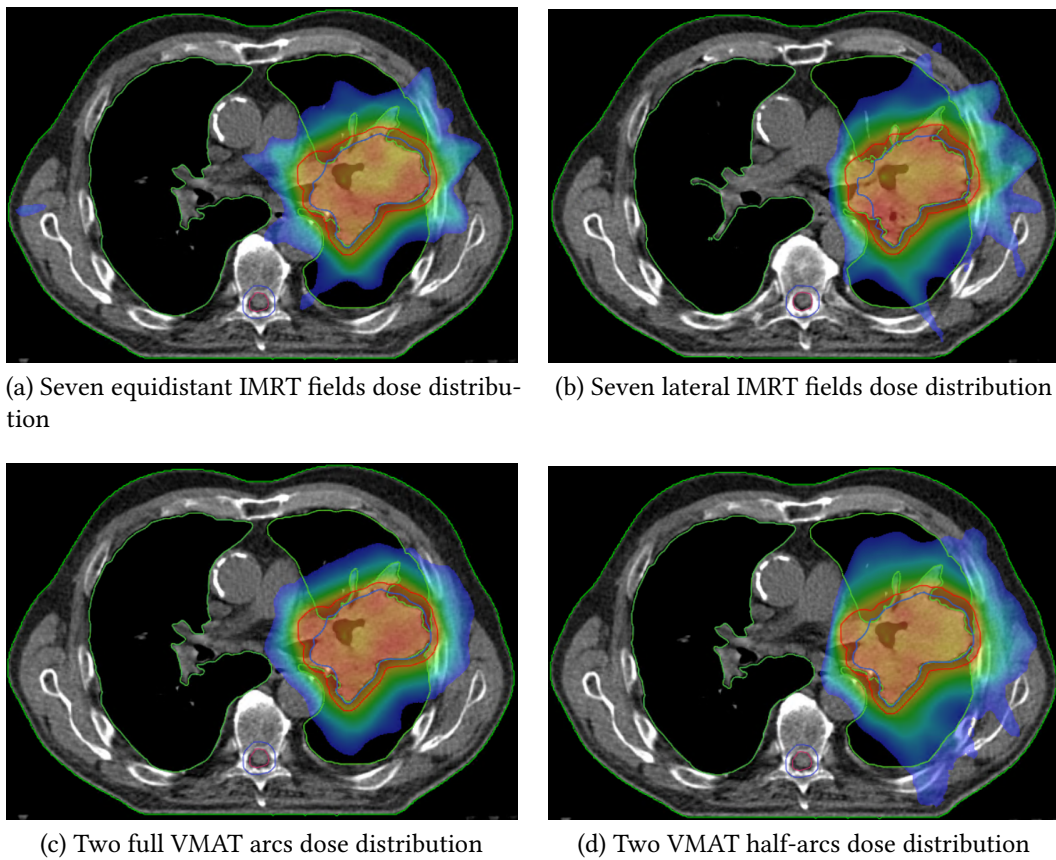 (a) Seven equidistant IMRT fields dose distribu-
tion
(b) Seven lateral IMRT fields dose distribution
(c) Two full VMAT arcs dose distribution
(d) Two VMAT half-arcs dose distribution